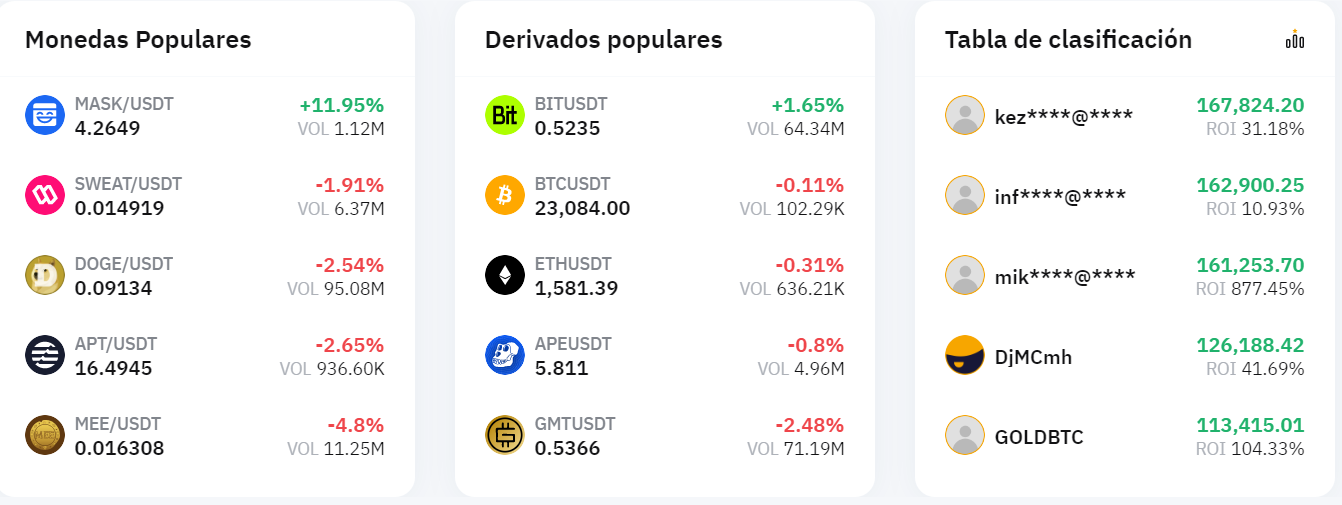 Monedas Populares
MASK/USDT +11.95%
4.2649 VOL 1.12M
SWEAT/USDT -1.91%
0.014919 VOL 6.37M
DOGE/USDT -2.54%
0.09134 VOL 95.08M
APT/USDT -2.65%
16.4945 VOL 936.60K
MEE/USDT -4.8%
0.016308 VOL 11.25M
Derivados populares
Bit
BITUSDT +1.65%
0.5235 VOL 64.34M
BTCUSDT -0.11%
23,084.00 VOL 102.29K
ETHUSDT -0.31%
1,581.39 VOL 636.21K
APEUSDT -0.8%
5.811 VOL 4.96M
GMTUSDT -2.48%
0.5366 VOL 71.19M
Tabla de clasificación
kez****@**** 167,824.20
ROI 31.18%
inf****@**** 162,900.25
ROI 10.93%
mik****@**** 161,253.70
ROI 877.45%
DjMCmh 126,188.42
ROI 41.69%
GOLDBTC 113,415.01
ROI 104.33%